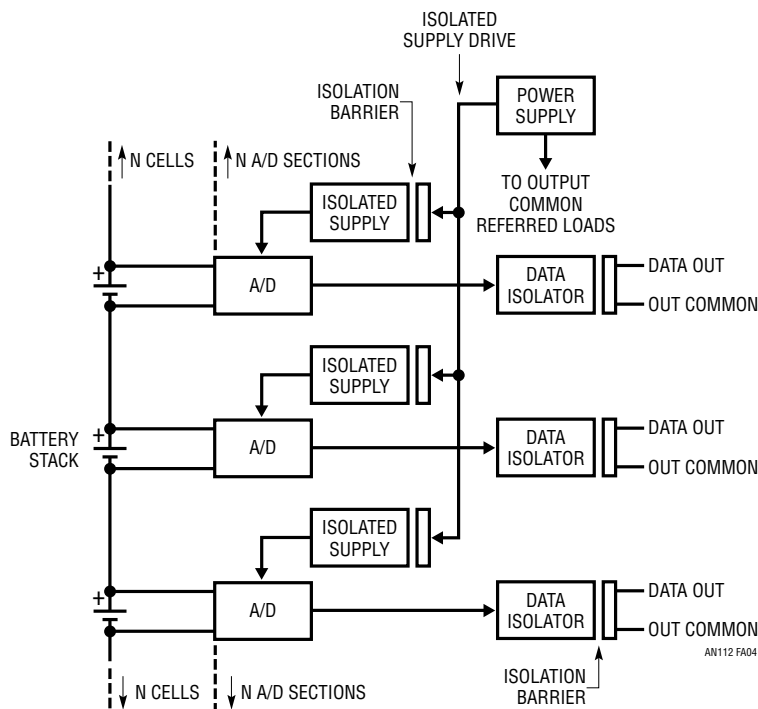 ISOLATED
SUPPLY DRIVE
ISOLATION
BARRIER
POWER
SUPPLY
N CELLS
N A/D SECTIONS
TO OUTPUT
COMMON
REFERRED LOADS
ISOLATED
SUPPLY
+
A/D
DATA
ISOLATOR
DATA OUT
OUT COMMON
ISOLATED
SUPPLY
BATTERY
STACK
+
A/D
DATA
ISOLATOR
DATA OUT
OUT COMMON
ISOLATED
SUPPLY
+
A/D
DATA
ISOLATOR
DATA OUT
OUT COMMON
AN112 FA04
N CELLS
N A/D SECTIONS
ISOLATION
BARRIER